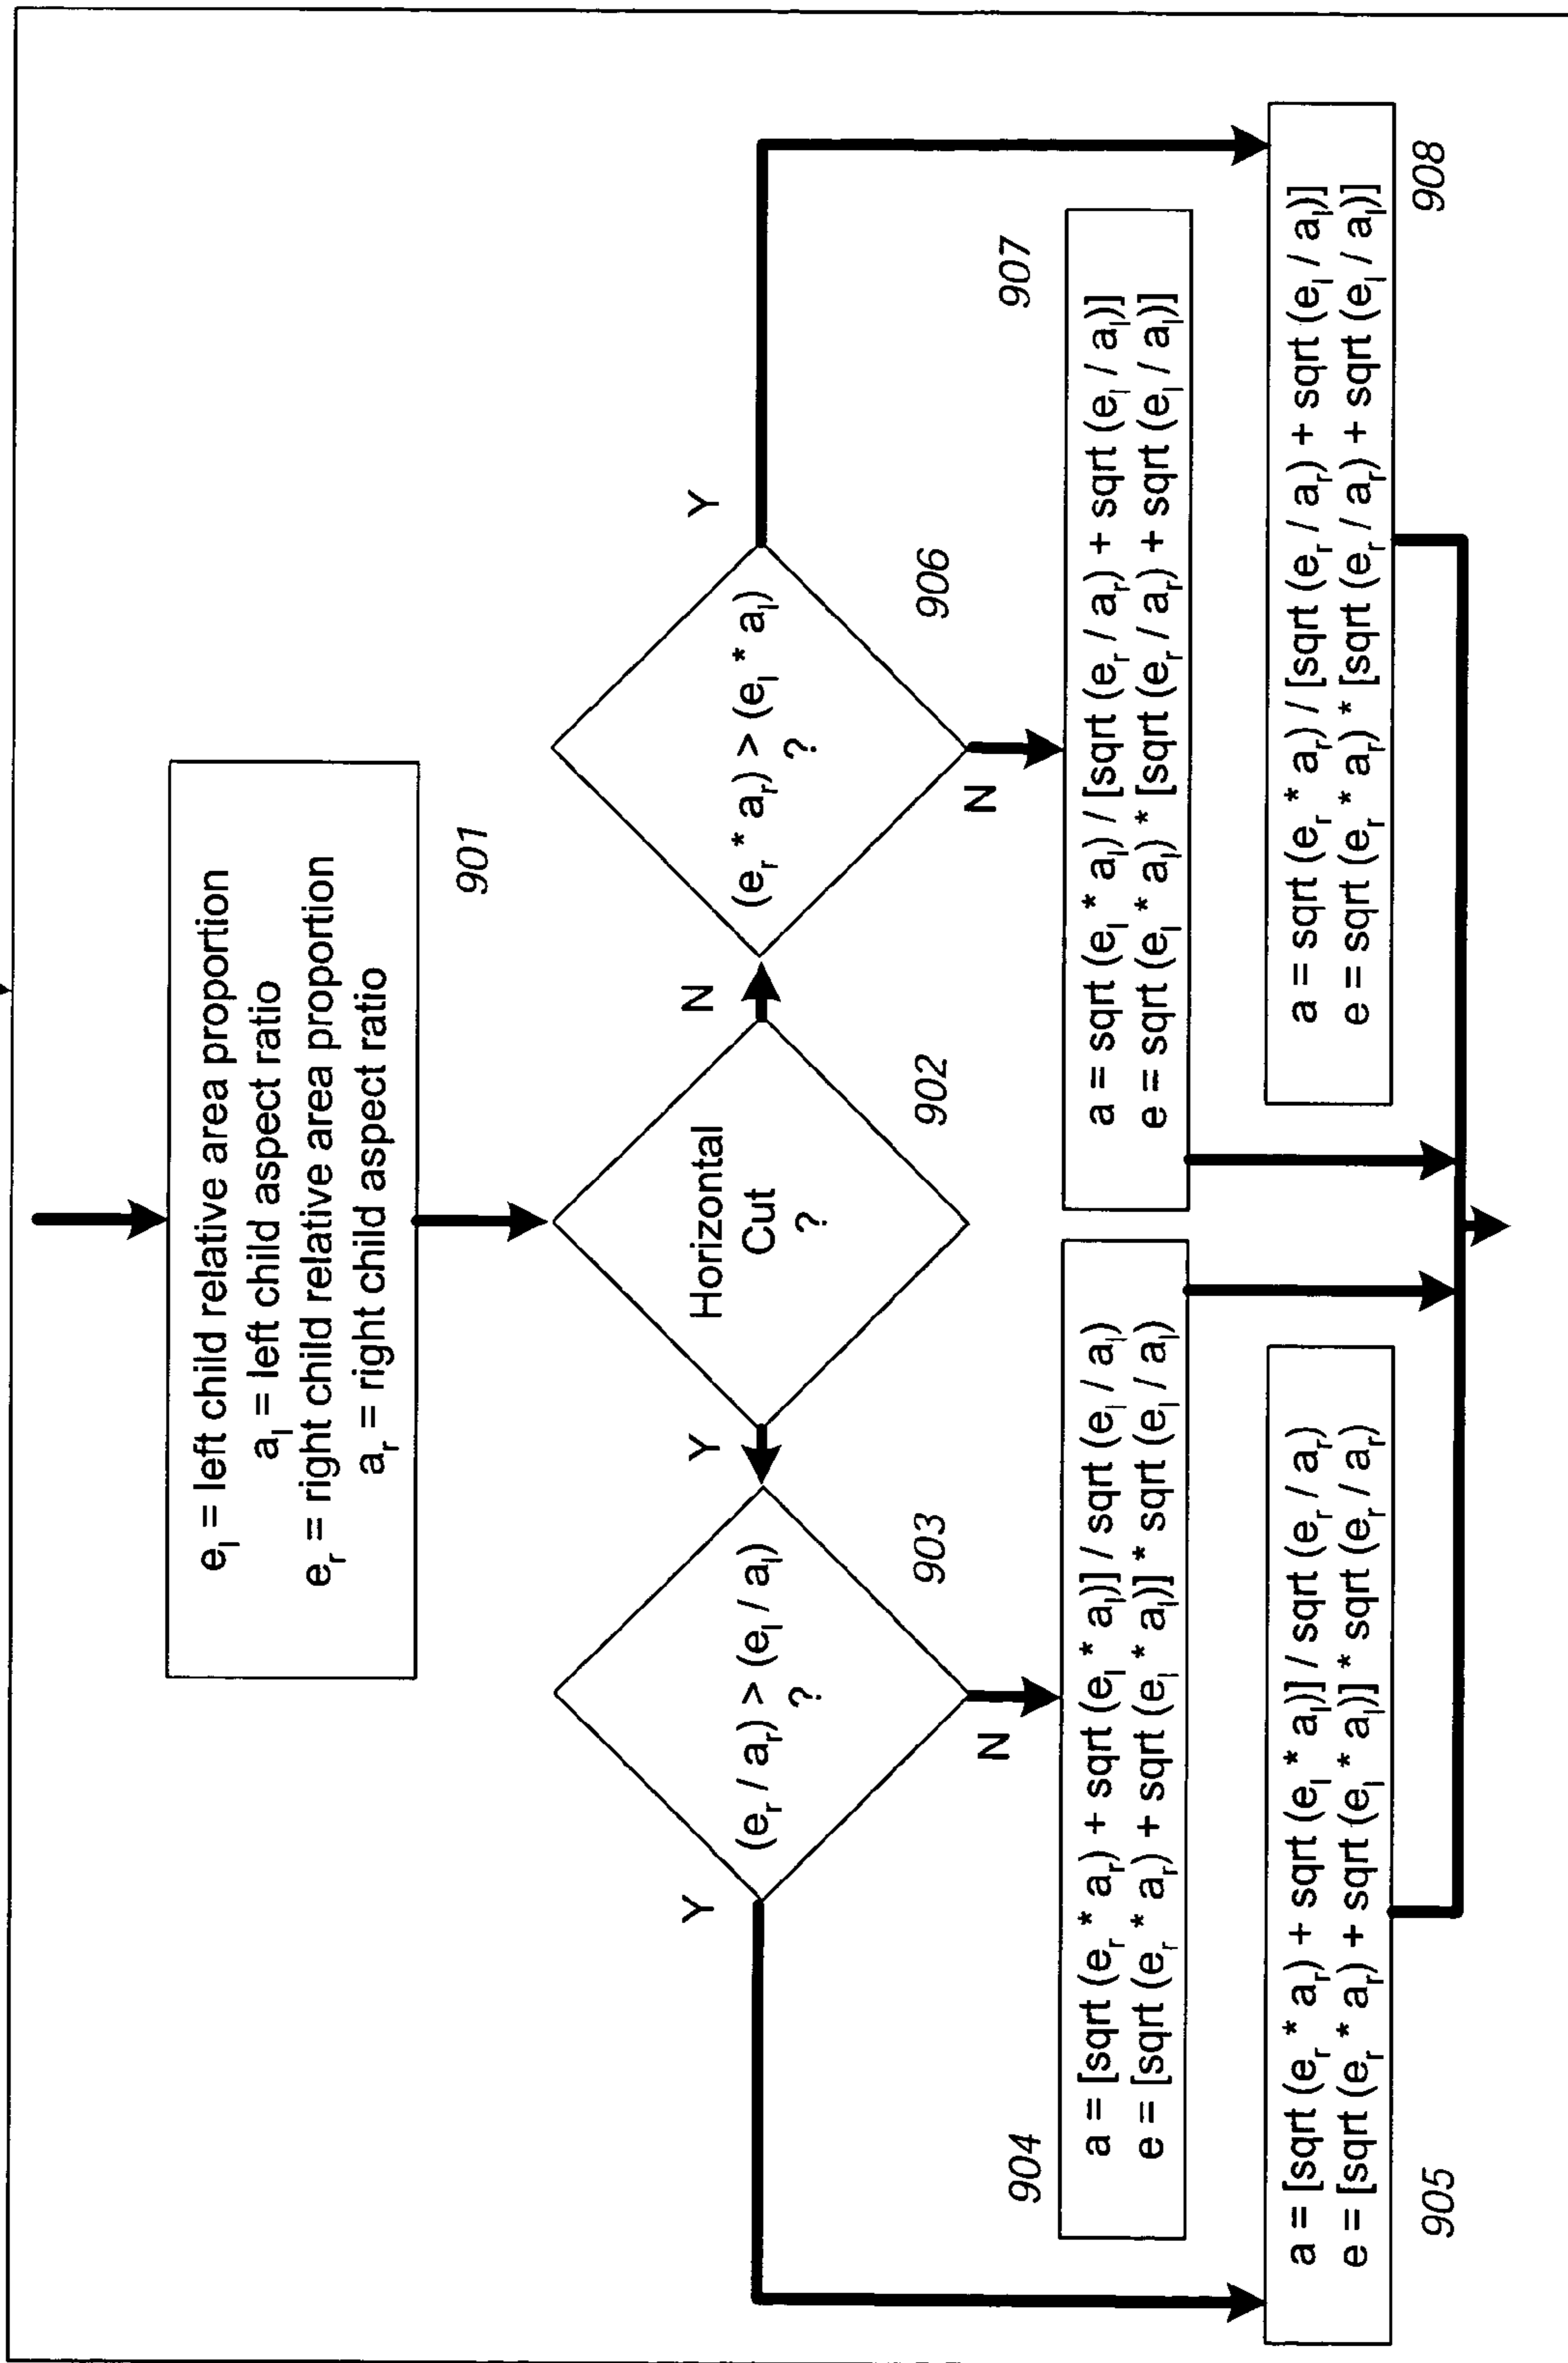 e_l = left child relative area proportion
a_l = left child aspect ratio
e_r = right child relative area proportion
a_r = right child aspect ratio
901
Horizontal
Cut
?
902
Y
N
(e_r / a_r) > (e_l / a_l)
?
903
Y
N
(e_r * a_r) > (e_l * a_l)
?
906
Y
N
904
a = [sqrt (e_r * a_r) + sqrt (e_l * a_l)] / sqrt (e_l / a_l)
e = [sqrt (e_r * a_r) + sqrt (e_l * a_l)] * sqrt (e_l / a_l)
907
a = sqrt (e_l * a_l) / [sqrt (e_r / a_r) + sqrt (e_l / a_l)]
e = sqrt (e_l * a_l) * [sqrt (e_r / a_r) + sqrt (e_l / a_l)]
a = [sqrt (e_r * a_r) + sqrt (e_l * a_l)] / sqrt (e_r / a_r)
e = [sqrt (e_r * a_r) + sqrt (e_l * a_l)] * sqrt (e_r / a_r)
905
a = sqrt (e_r * a_r) / [sqrt (e_r / a_r) + sqrt (e_l / a_l)]
e = sqrt (e_r * a_r) * [sqrt (e_r / a_r) + sqrt (e_l / a_l)]
908